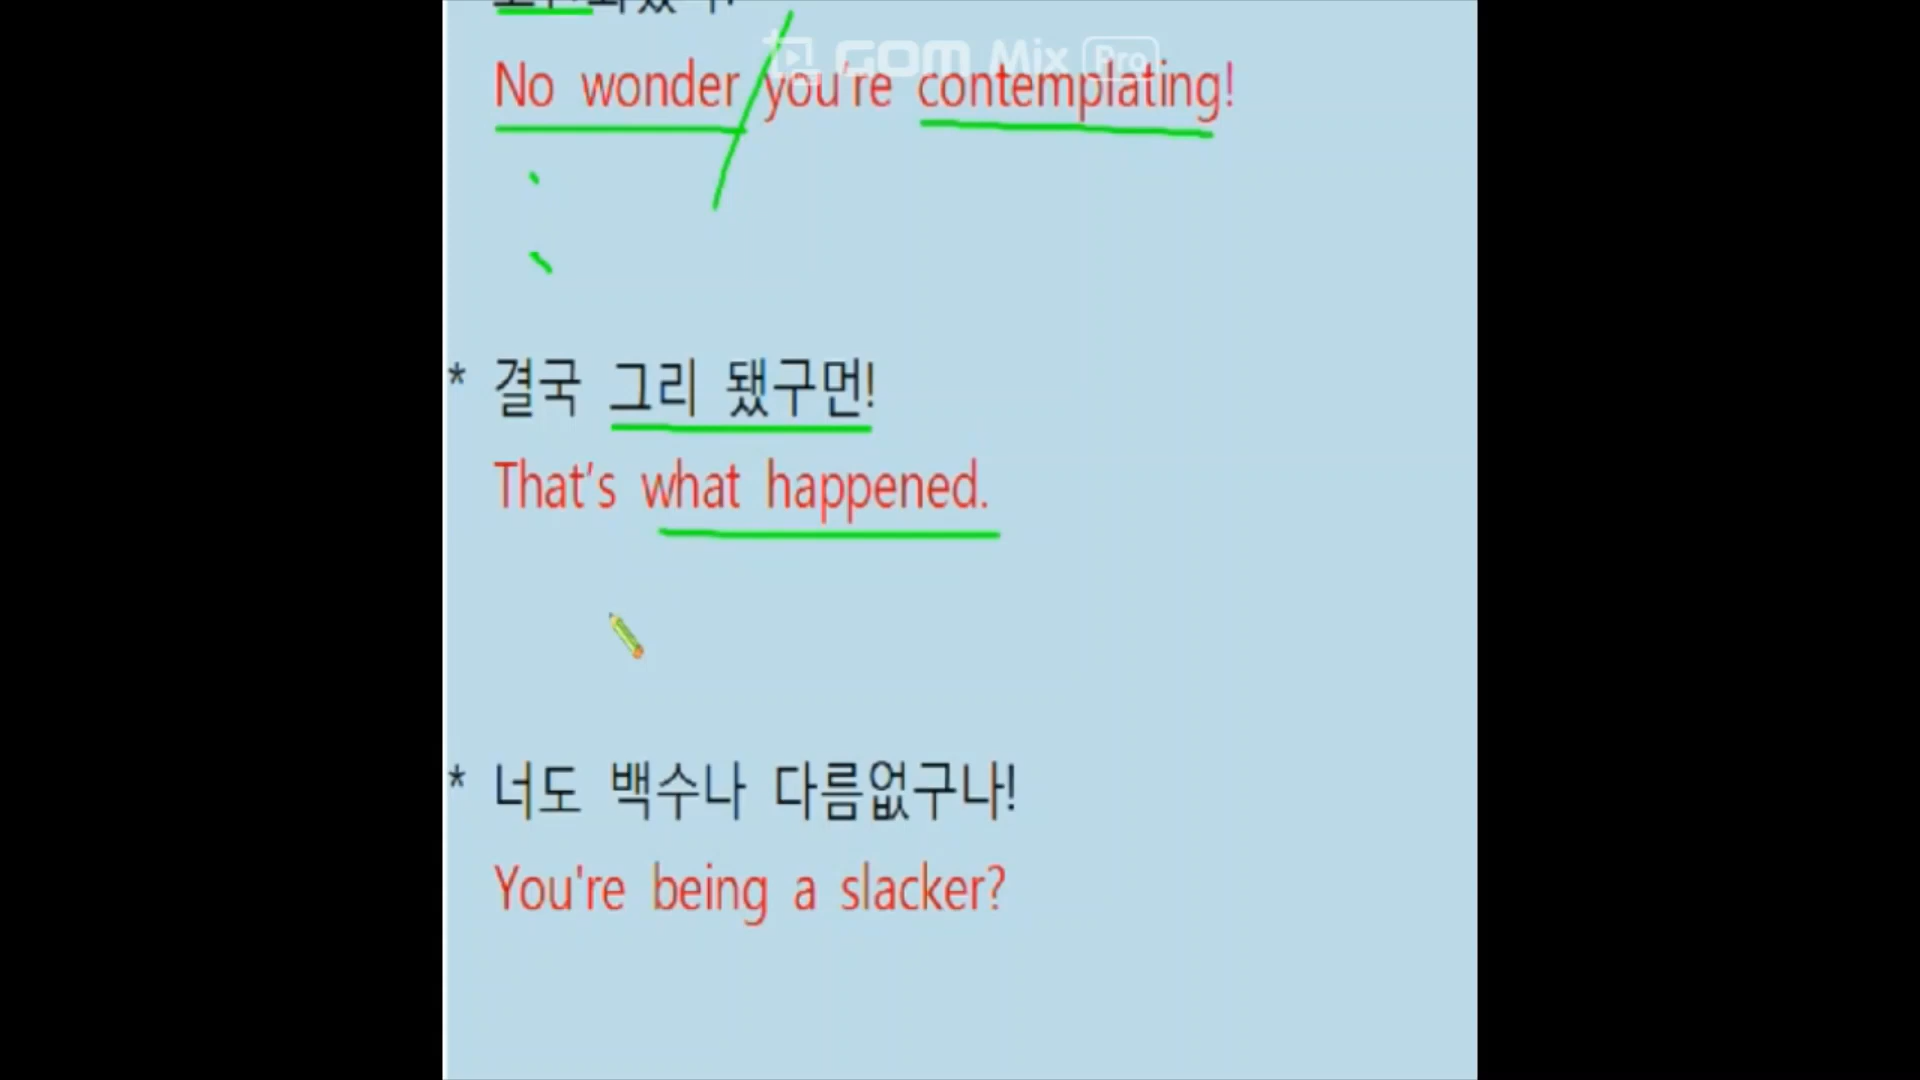 GOM Mix Pro
No wonder you're contemplating!
* 결국 그리 됐구먼!
That's what happened.
* 너도 백수나 다름없구나!
You're being a slacker?